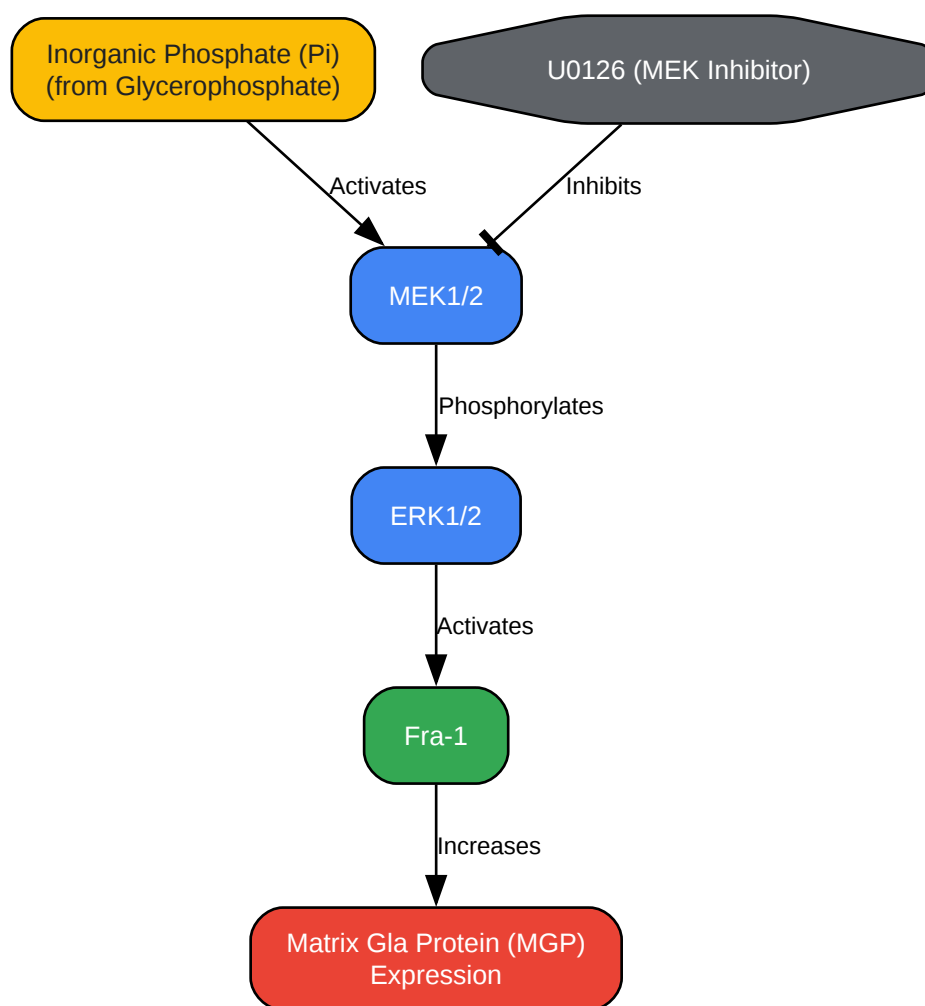 Inorganic Phosphate (Pi)
(from Glycerophosphate)
U0126 (MEK Inhibitor)
Activates
Inhibits
MEK1/2
Phosphorylates
ERK1/2
Activates
Fra-1
Increases
Matrix Gla Protein (MGP)
Expression